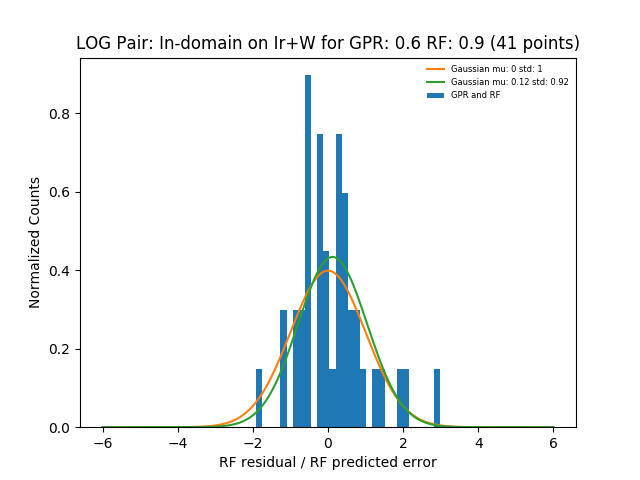 LOG Pair: In-domain on Ir+W for GPR: 0.6 RF: 0.9 (41 points)
Gaussian mu: 0 std: 1
Gaussian mu: 0.12 std: 0.92
GPR and RF
Normalized Counts
0.8
0.6
0.4
0.2
0.0
−6 −4 −2 0 2 4 6
RF residual / RF predicted error